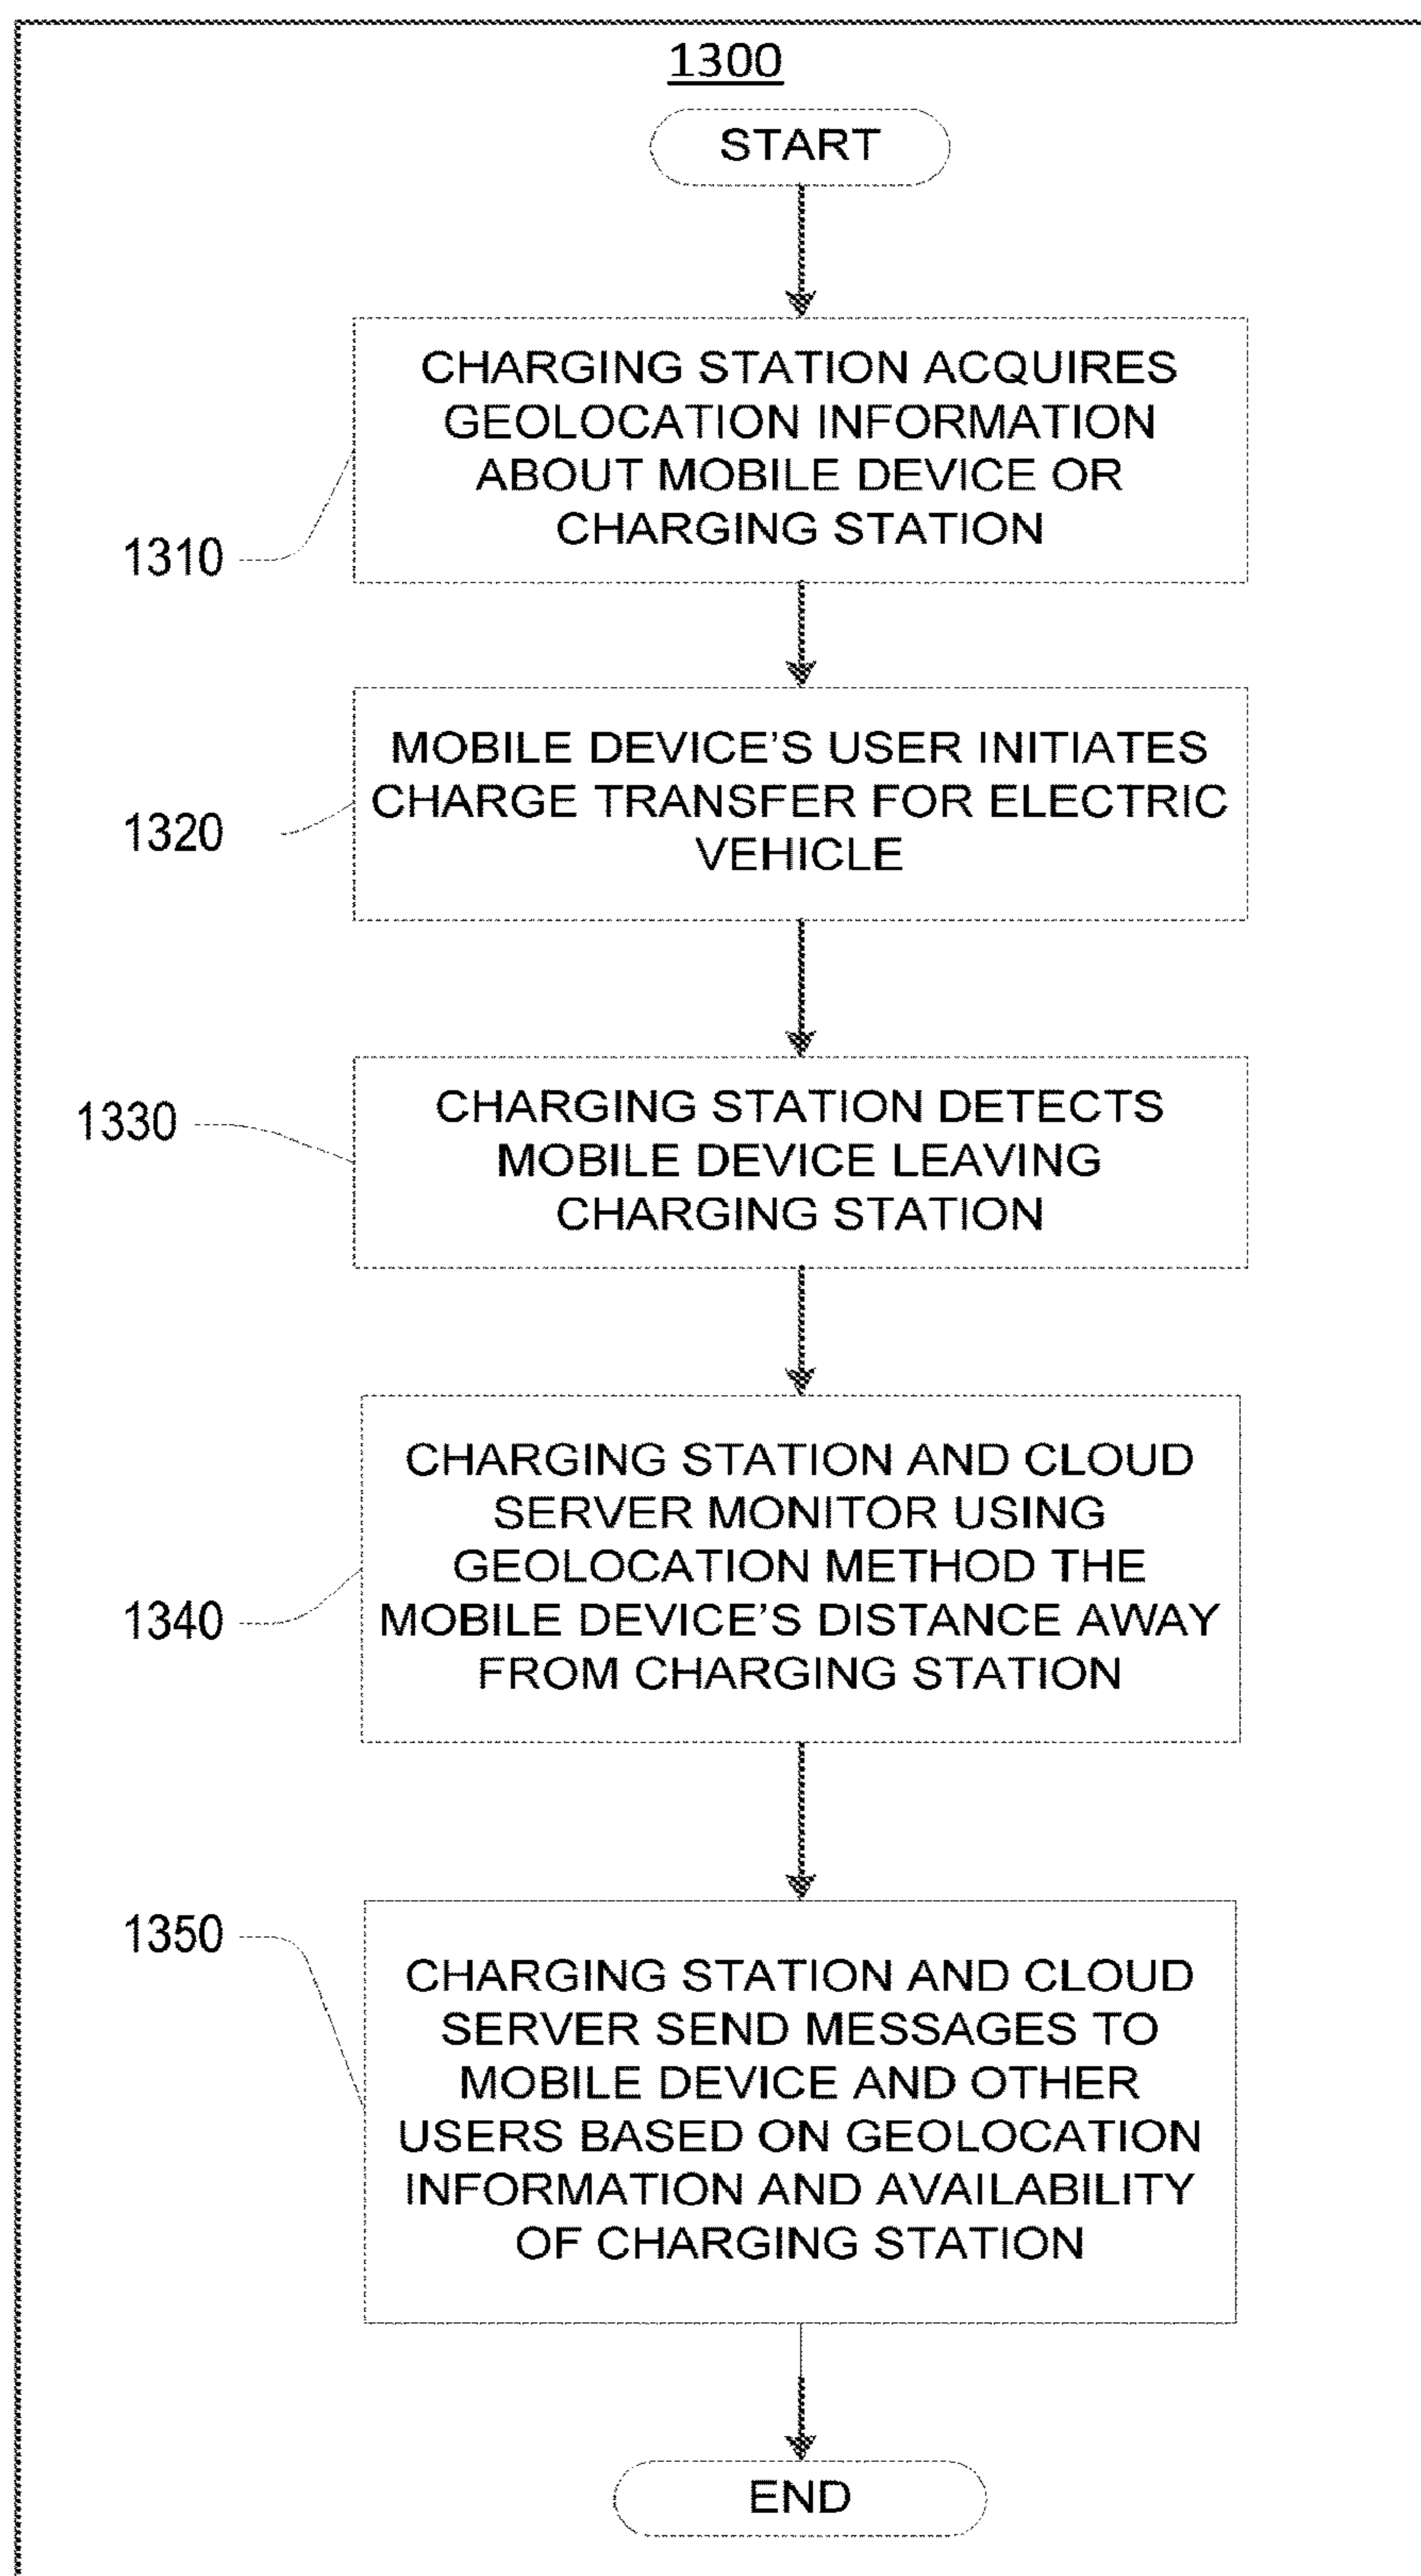 1300
START
CHARGING STATION ACQUIRES
GEOLOCATION INFORMATION
ABOUT MOBILE DEVICE OR
CHARGING STATION
1310
MOBILE DEVICE’S USER INITIATES
CHARGE TRANSFER FOR ELECTRIC
VEHICLE
1320
CHARGING STATION DETECTS
MOBILE DEVICE LEAVING
CHARGING STATION
1330
CHARGING STATION AND CLOUD
SERVER MONITOR USING
GEOLOCATION METHOD THE
MOBILE DEVICE’S DISTANCE AWAY
FROM CHARGING STATION
1340
CHARGING STATION AND CLOUD
SERVER SEND MESSAGES TO
MOBILE DEVICE AND OTHER
USERS BASED ON GEOLOCATION
INFORMATION AND AVAILABILITY
OF CHARGING STATION
1350
END